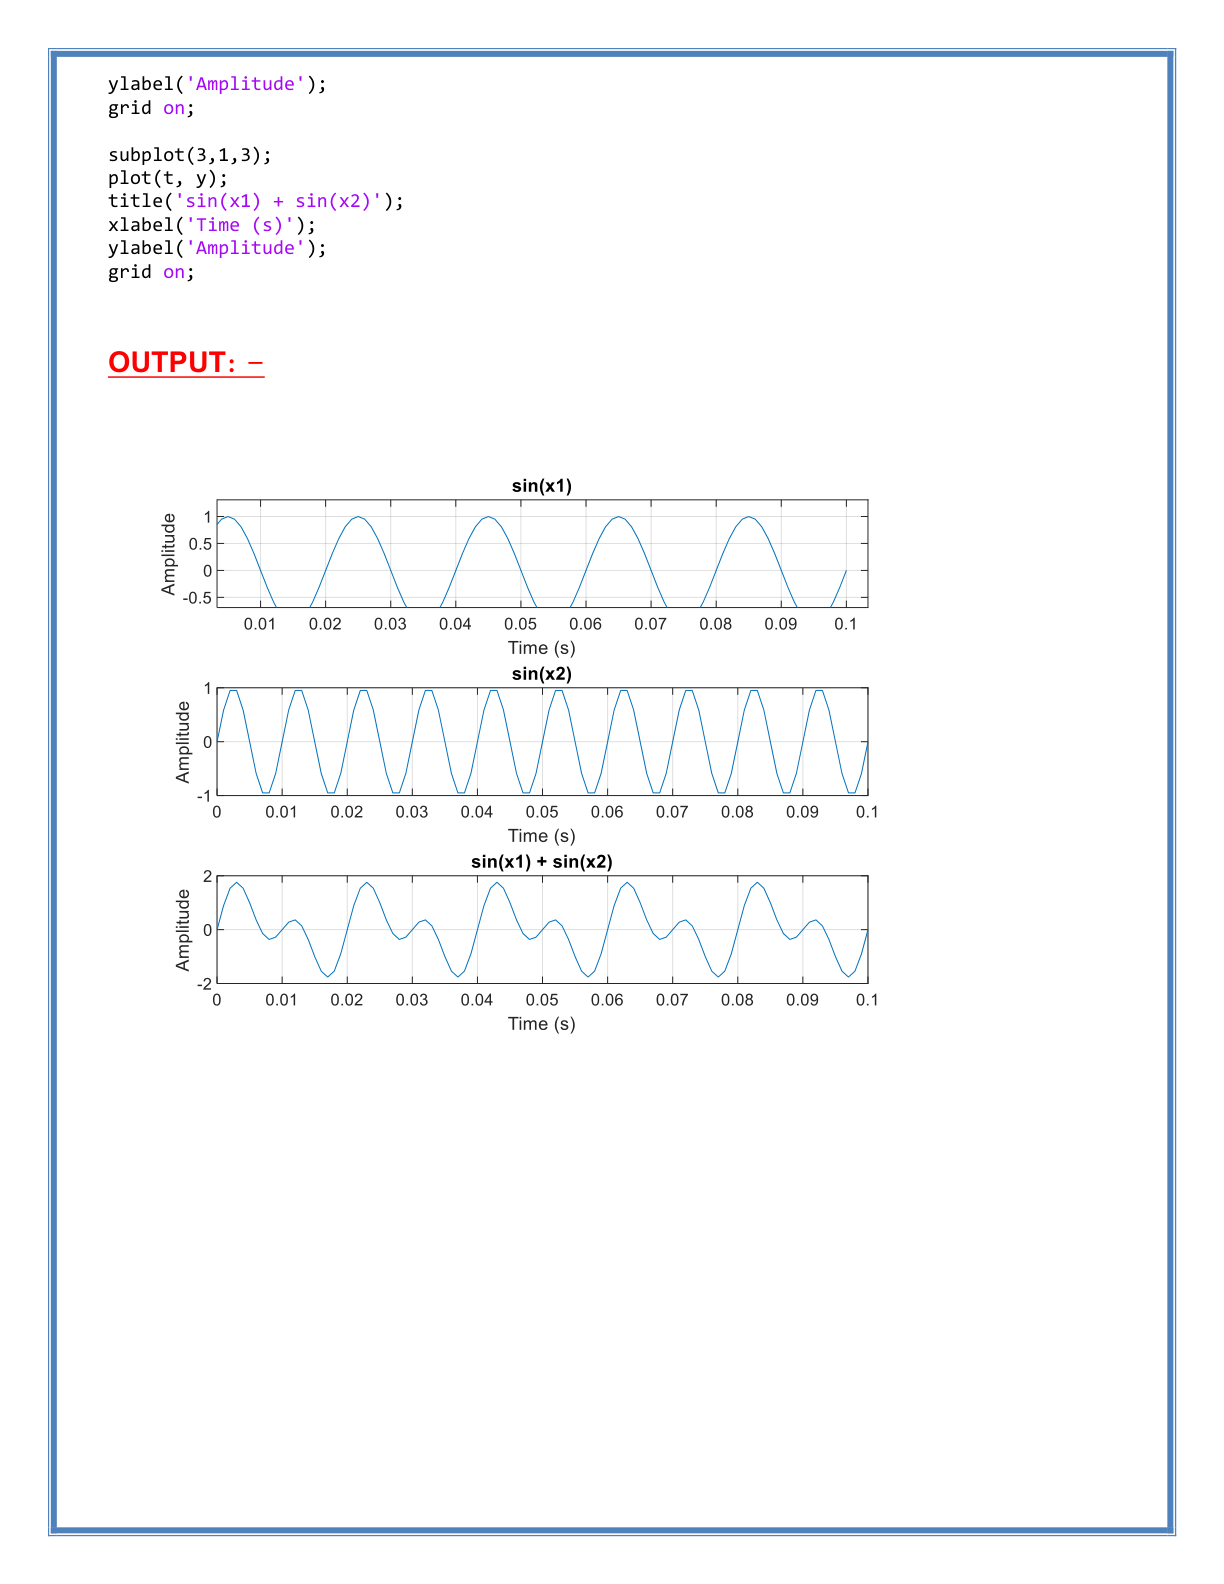 ylabel('Amplitude');
grid on;
subplot(3,1,3);
plot(t, y);
title('sin(x1) + sin(x2)');
xlabel('Time (s)');
ylabel('Amplitude');
grid on;
OUTPUT: –
sin(x1)
Amplitude
1
0.5
0
-0.5
0.01 0.02 0.03 0.04 0.05 0.06 0.07 0.08 0.09 0.1
Time (s)
sin(x2)
Amplitude
1
0
-1
0 0.01 0.02 0.03 0.04 0.05 0.06 0.07 0.08 0.09 0.1
Time (s)
sin(x1) + sin(x2)
Amplitude
2
0
-2
0 0.01 0.02 0.03 0.04 0.05 0.06 0.07 0.08 0.09 0.1
Time (s)